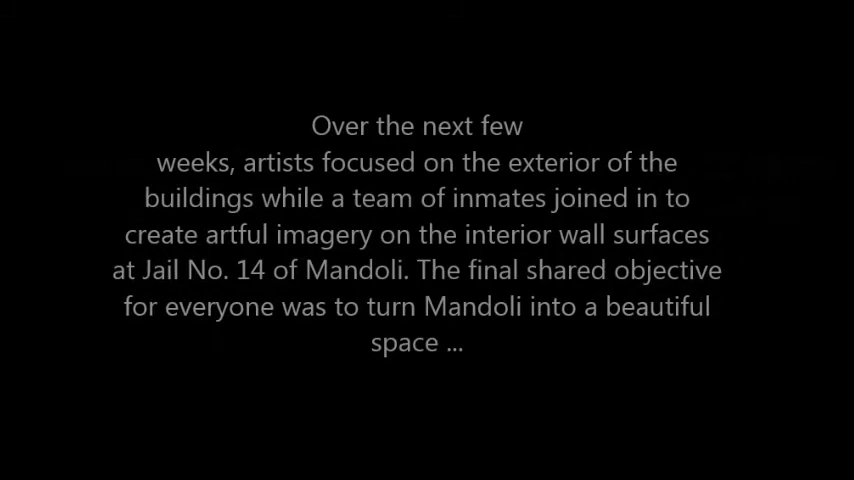 Over the next few
weeks, artists focused on the exterior of the
buildings while a team of inmates joined in to
create artful imagery on the interior wall surfaces
at Jail No. 14 of Mandoli. The final shared objective
for everyone was to turn Mandoli into a beautiful
space ...